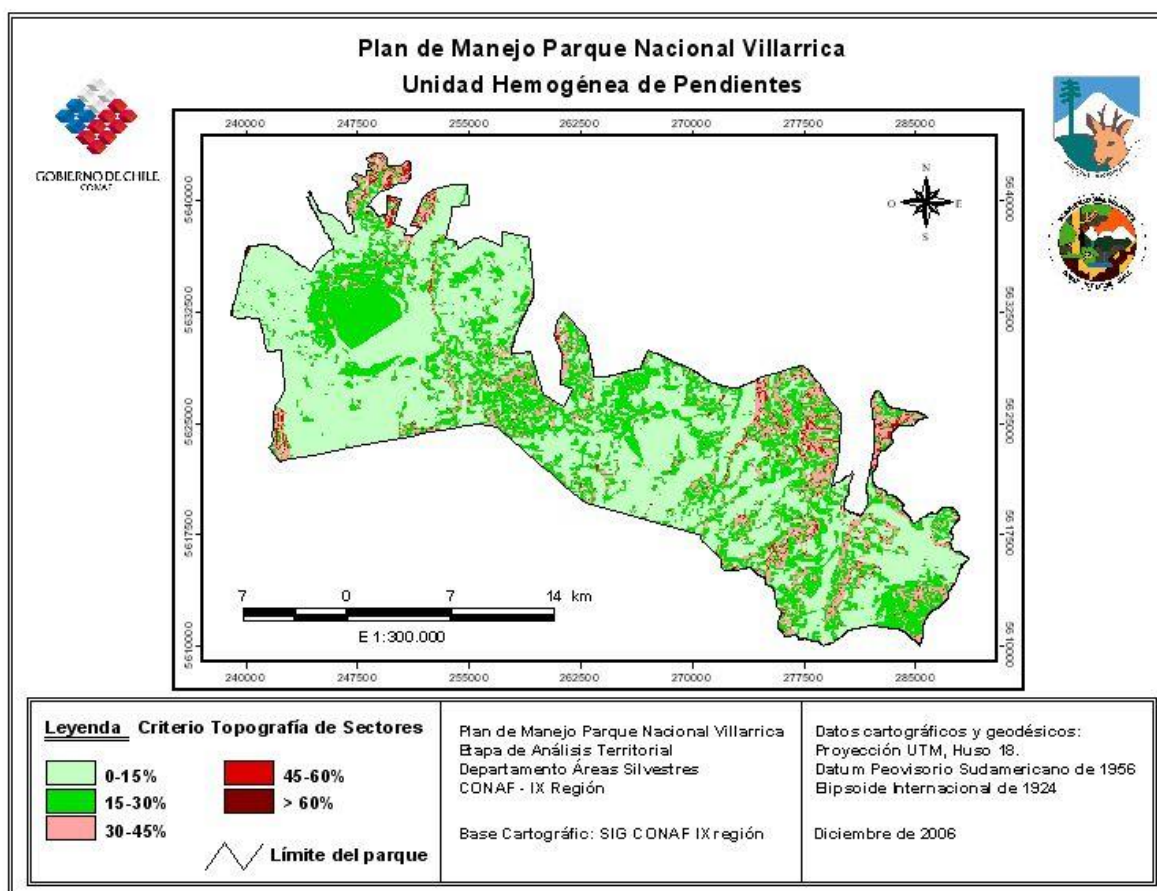 Plan de Manejo Parque Nacional Villarrica
Unidad Hemogénea de Pendientes
GOBIERNO DE CHILE
CONAF
240000 247500 255000 262500 270000 277500 285000
N
O E
S
5640000 5640000
5632500 5632500
5625000 5625000
5617500 5617500
5610000 5610000
7 0 7 14 km
E 1:300.000
240000 247500 255000 262500 270000 277500 285000
Leyenda Criterio Topografía de Sectores
0-15%
15-30%
30-45%
45-60%
> 60%
Límite del parque
Plan de Manejo Parque Nacional Villarrica
Etapa de Análisis Territorial
Departamento Áreas Silvestres
CONAF - IX Región
Base Cartográfic: SIG CONAF IX región
Datos cartográficos y geodésicos:
Proyección UTM, Huso 18.
Datum Peovisorio Sudamericano de 1956
Elipsoide Internacional de 1924
Diciembre de 2006